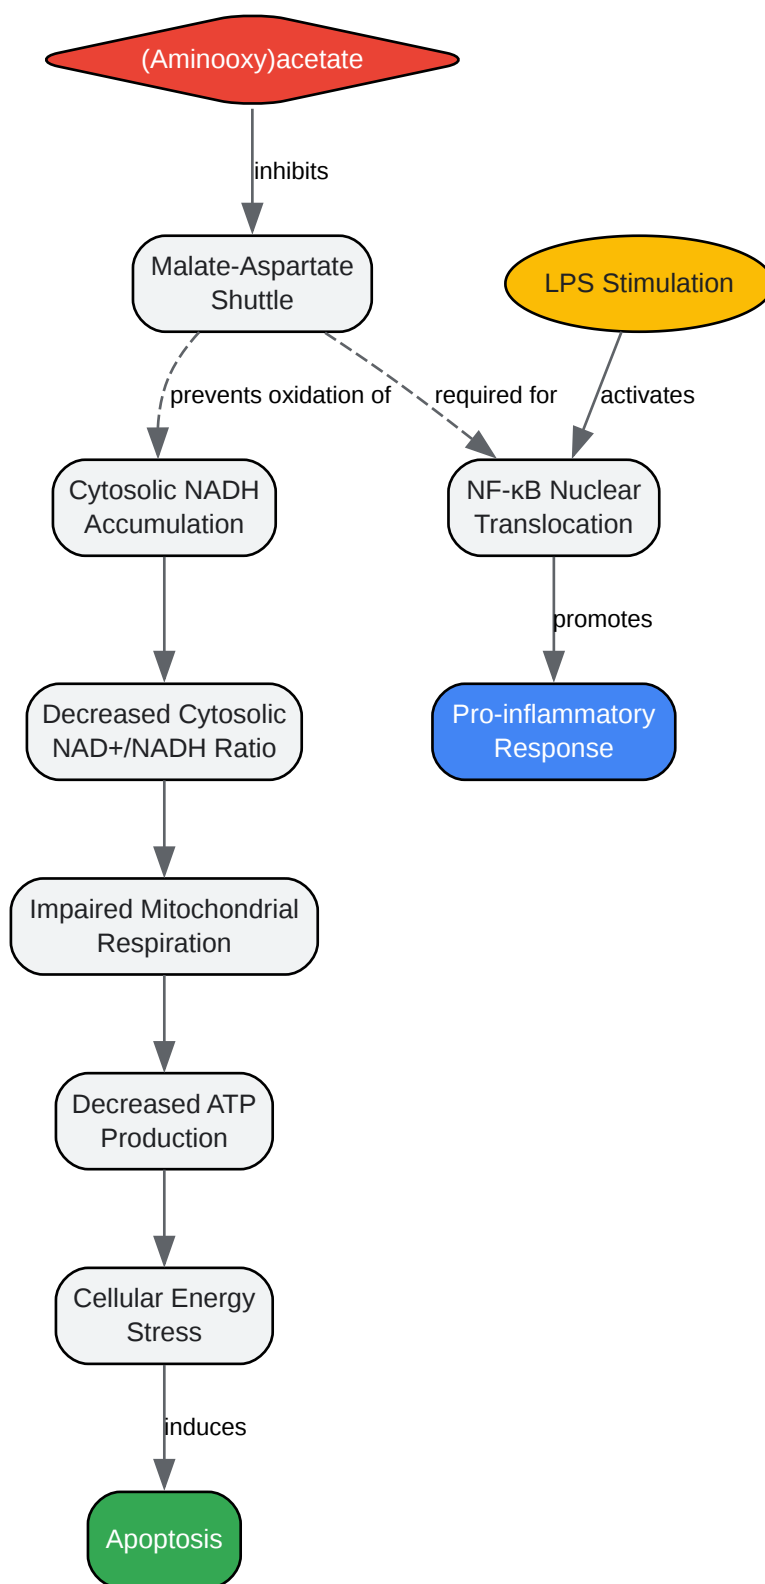 (Aminooxy)acetate
inhibits
Malate-Aspartate
Shuttle
LPS Stimulation
prevents oxidation of
required for
activates
Cytosolic NADH
Accumulation
NF-κB Nuclear
Translocation
promotes
Decreased Cytosolic
NAD+/NADH Ratio
Pro-inflammatory
Response
Impaired Mitochondrial
Respiration
Decreased ATP
Production
Cellular Energy
Stress
induces
Apoptosis